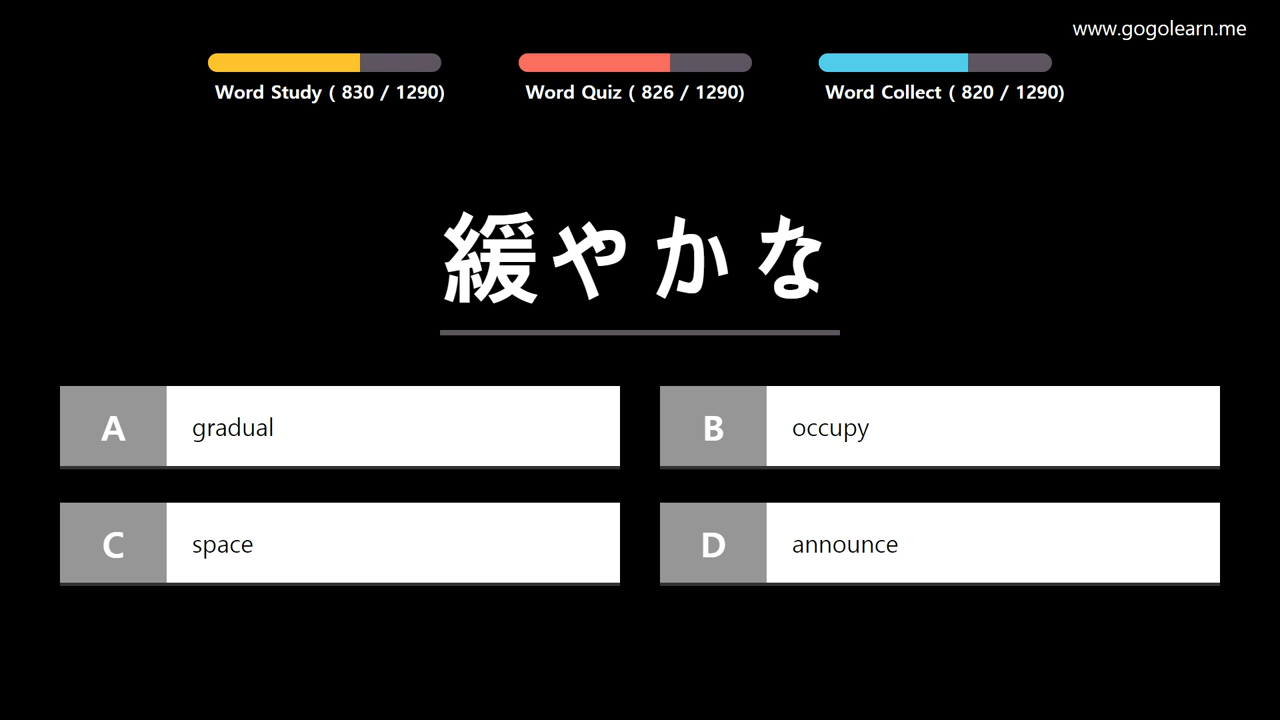 www.gogolearn.me
Word Study ( 830 / 1290)
Word Quiz ( 826 / 1290)
Word Collect ( 820 / 1290)
緩やかな
A gradual
B occupy
C space
D announce